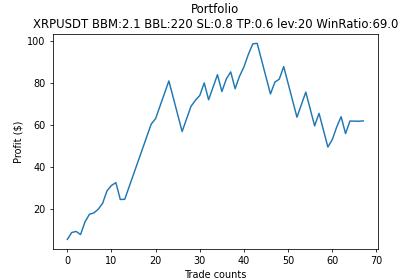 Portfolio
XRPUSDT BBM:2.1 BBL:220 SL:0.8 TP:0.6 lev:20 WinRatio:69.0
100
80
60
40
20
Profit ($)
0 10 20 30 40 50 60 70
Trade counts